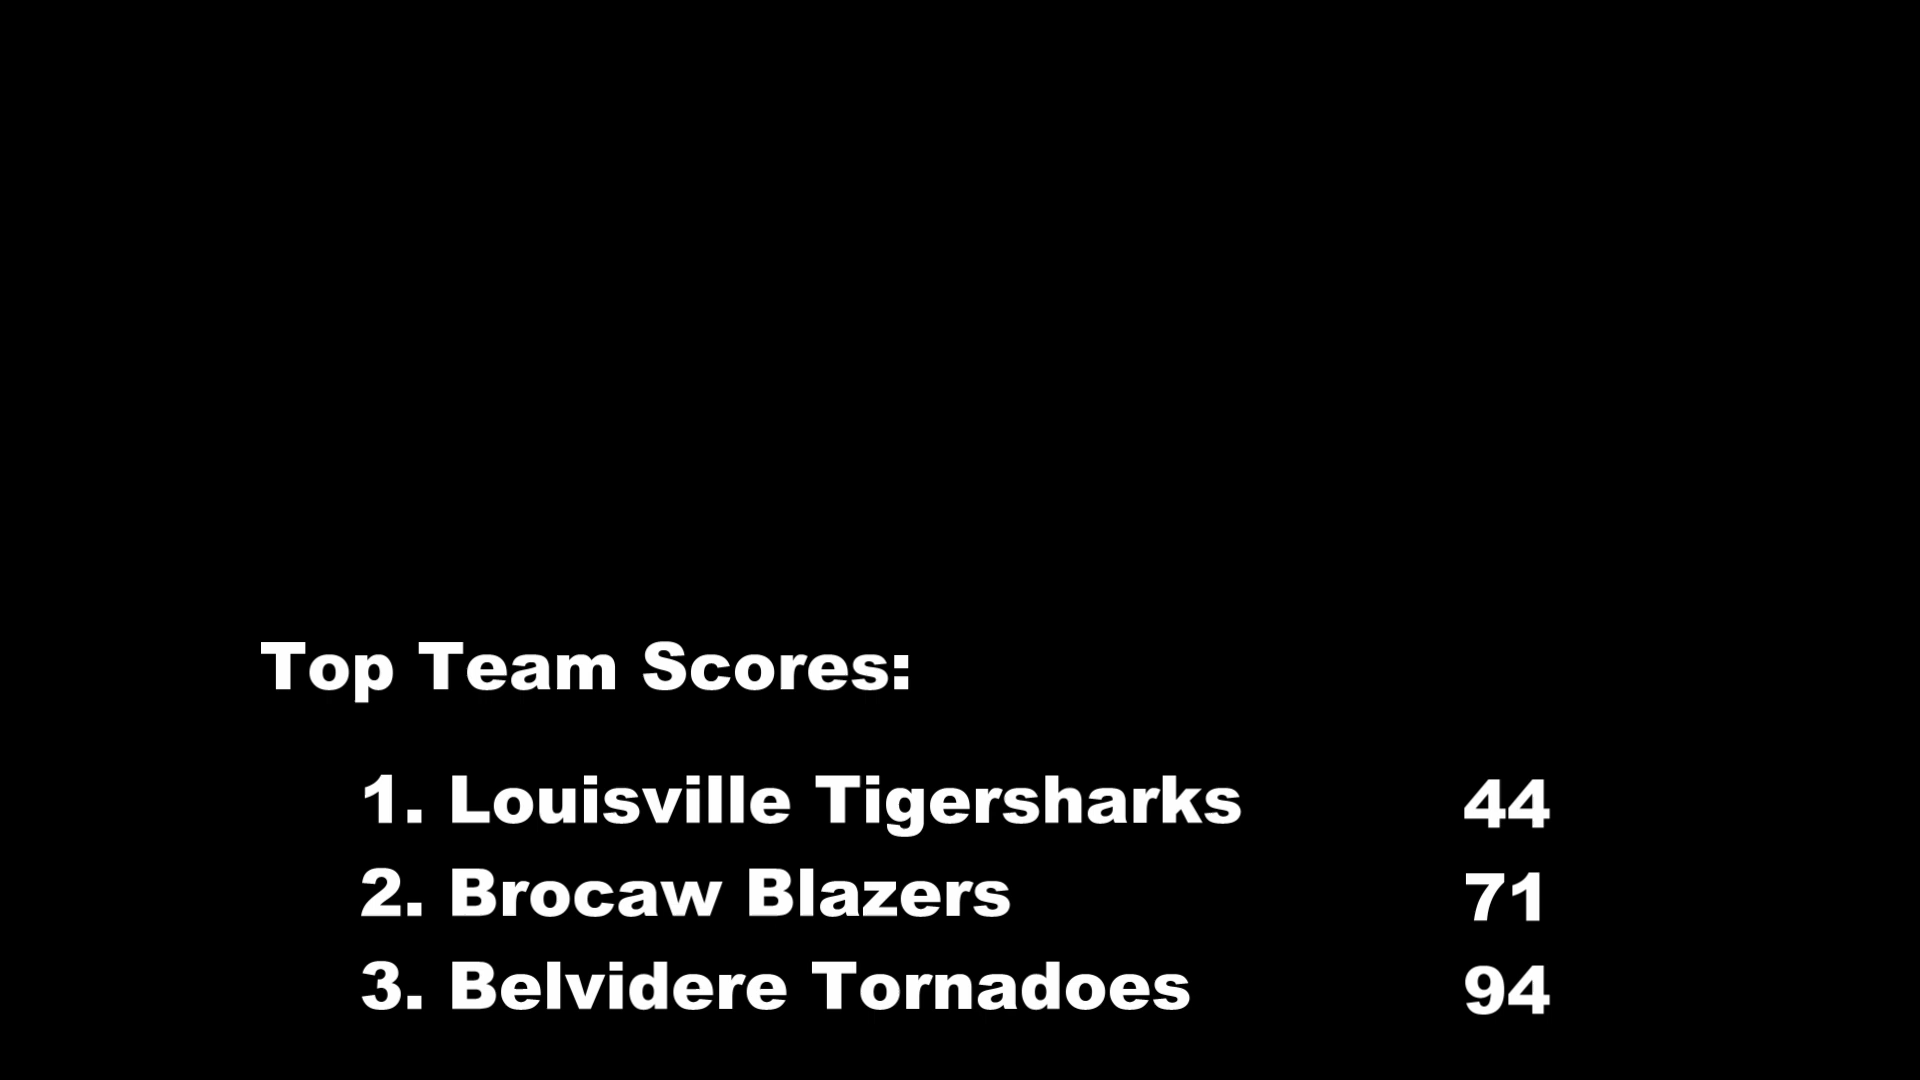 Top Team Scores:
1. Louisville Tigersharks 44
2. Brocaw Blazers 71
3. Belvidere Tornadoes 94